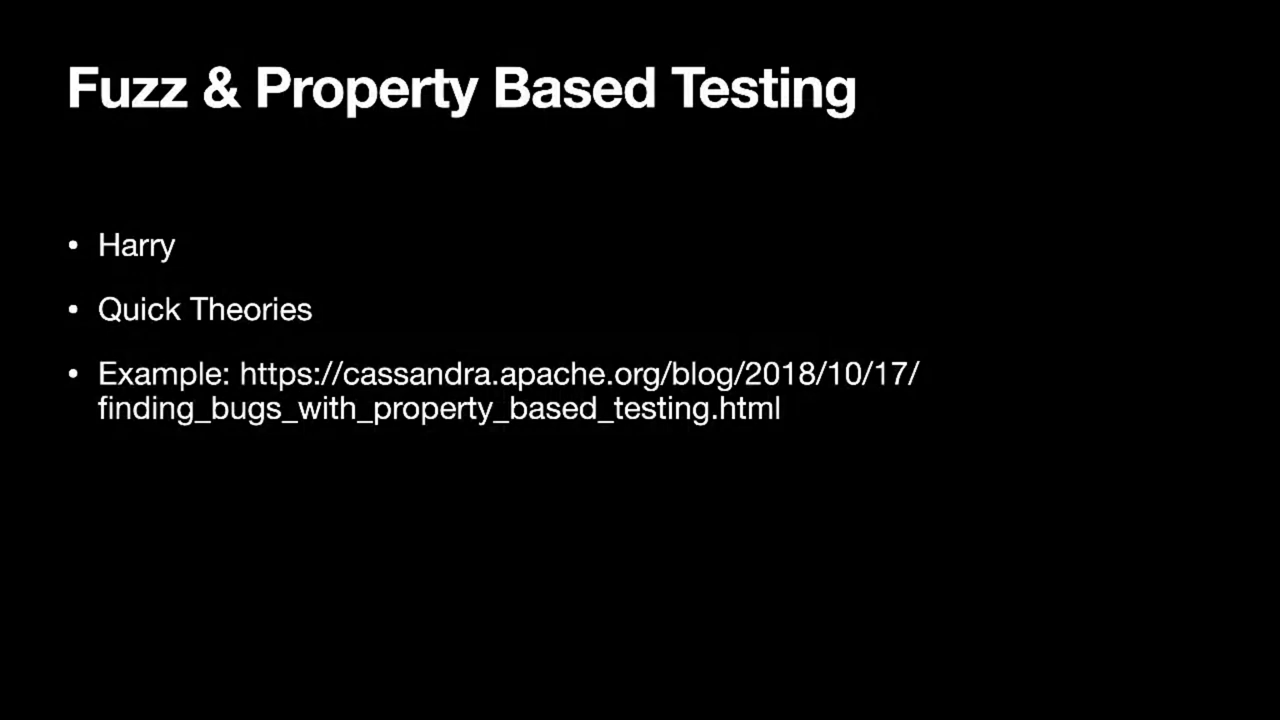 Fuzz & Property Based Testing
• Harry
• Quick Theories
• Example: https://cassandra.apache.org/blog/2018/10/17/
finding_bugs_with_property_based_testing.html